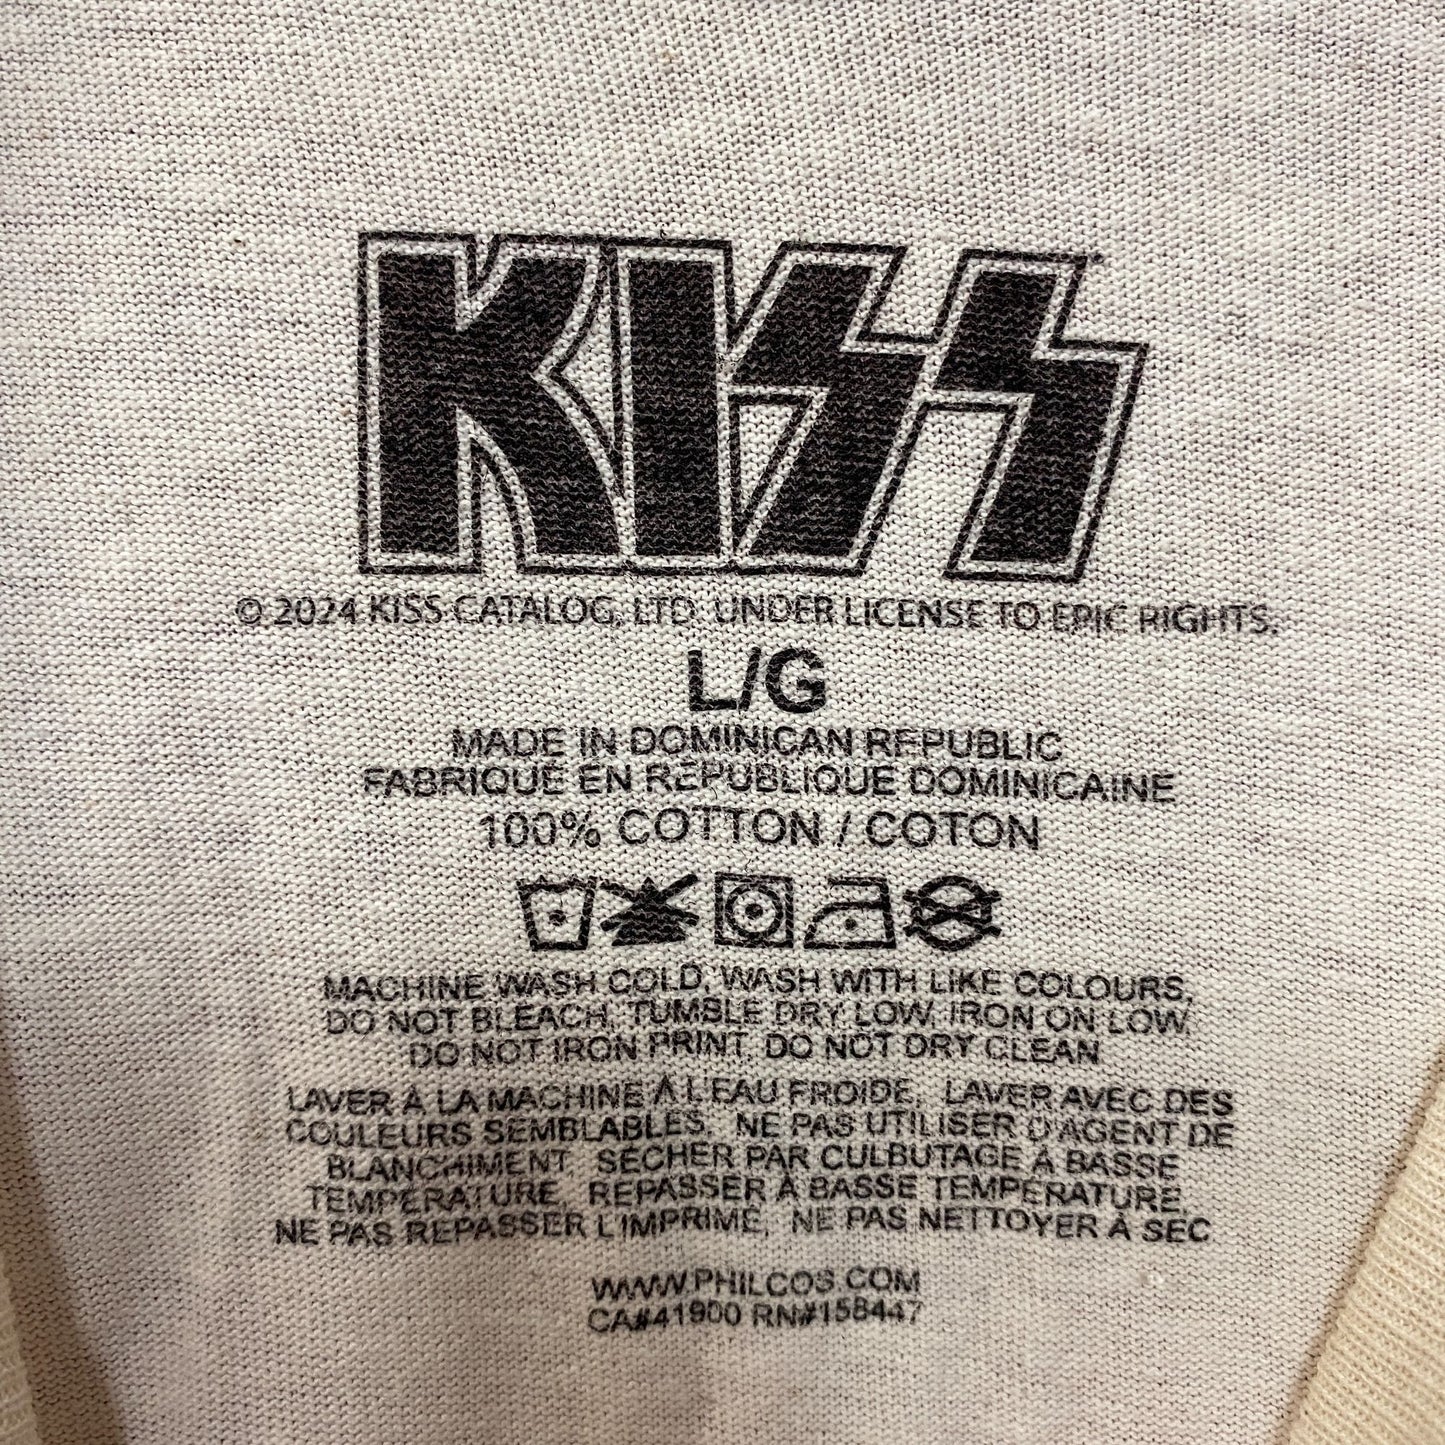 KISS
© 2024 KISS CATALOG, LTD. UNDER LICENSE TO EPIC RIGHTS.
L/G
MADE IN DOMINICAN REPUBLIC
FABRIQUÉ EN RÉPUBLIQUE DOMINICAINE
100% COTTON / COTON
MACHINE WASH COLD, WASH WITH LIKE COLOURS,
DO NOT BLEACH, TUMBLE DRY LOW, IRON ON LOW,
DO NOT IRON PRINT, DO NOT DRY CLEAN
LAVER À LA MACHINE À L'EAU FROIDE, LAVER AVEC DES
COULEURS SEMBLABLES, NE PAS UTILISER D'AGENT DE
BLANCHIMENT, SÉCHER PAR CULBUTAGE À BASSE
TEMPÉRATURE, REPASSER À BASSE TEMPÉRATURE,
NE PAS REPASSER L'IMPRIMÉ, NE PAS NETTOYER À SEC
WWW.PHILCOS.COM
CA#41900 RN#158447